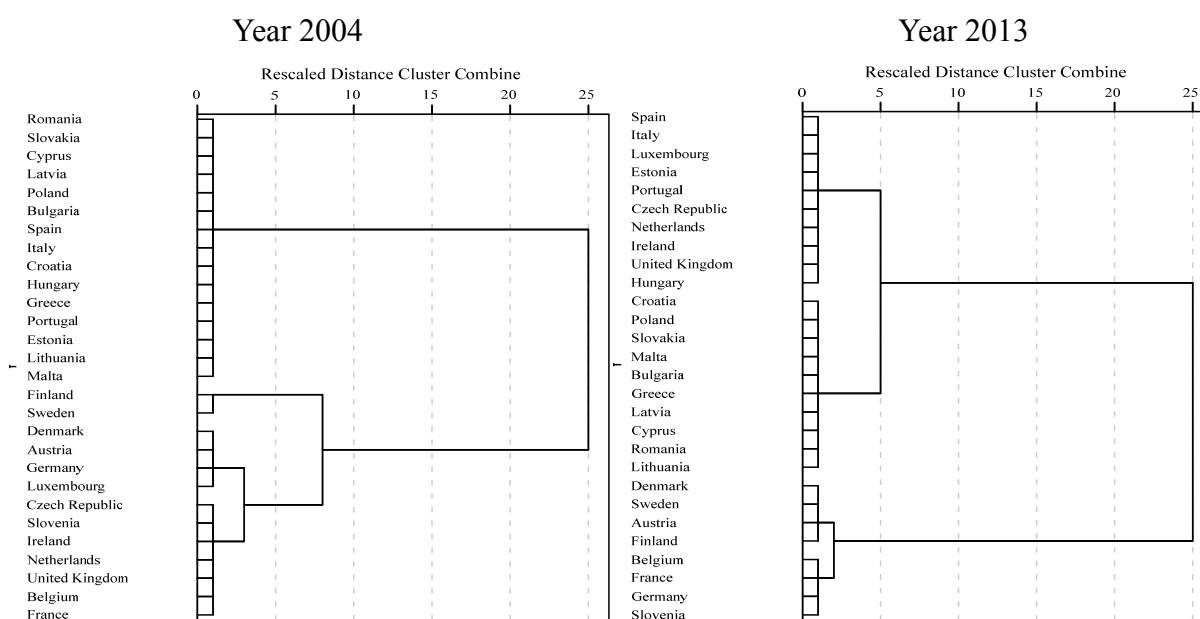 Year 2004
Rescaled Distance Cluster Combine
0 5 10 15 20 25
Romania
Slovakia
Cyprus
Latvia
Poland
Bulgaria
Spain
Italy
Croatia
Hungary
Greece
Portugal
Estonia
Lithuania
Malta
Finland
Sweden
Denmark
Austria
Germany
Luxembourg
Czech Republic
Slovenia
Ireland
Netherlands
United Kingdom
Belgium
France
Year 2013
Rescaled Distance Cluster Combine
0 5 10 15 20 25
Spain
Italy
Luxembourg
Estonia
Portugal
Czech Republic
Netherlands
Ireland
United Kingdom
Hungary
Croatia
Poland
Slovakia
Malta
Bulgaria
Greece
Latvia
Cyprus
Romania
Lithuania
Denmark
Sweden
Austria
Finland
Belgium
France
Germany
Slovenia